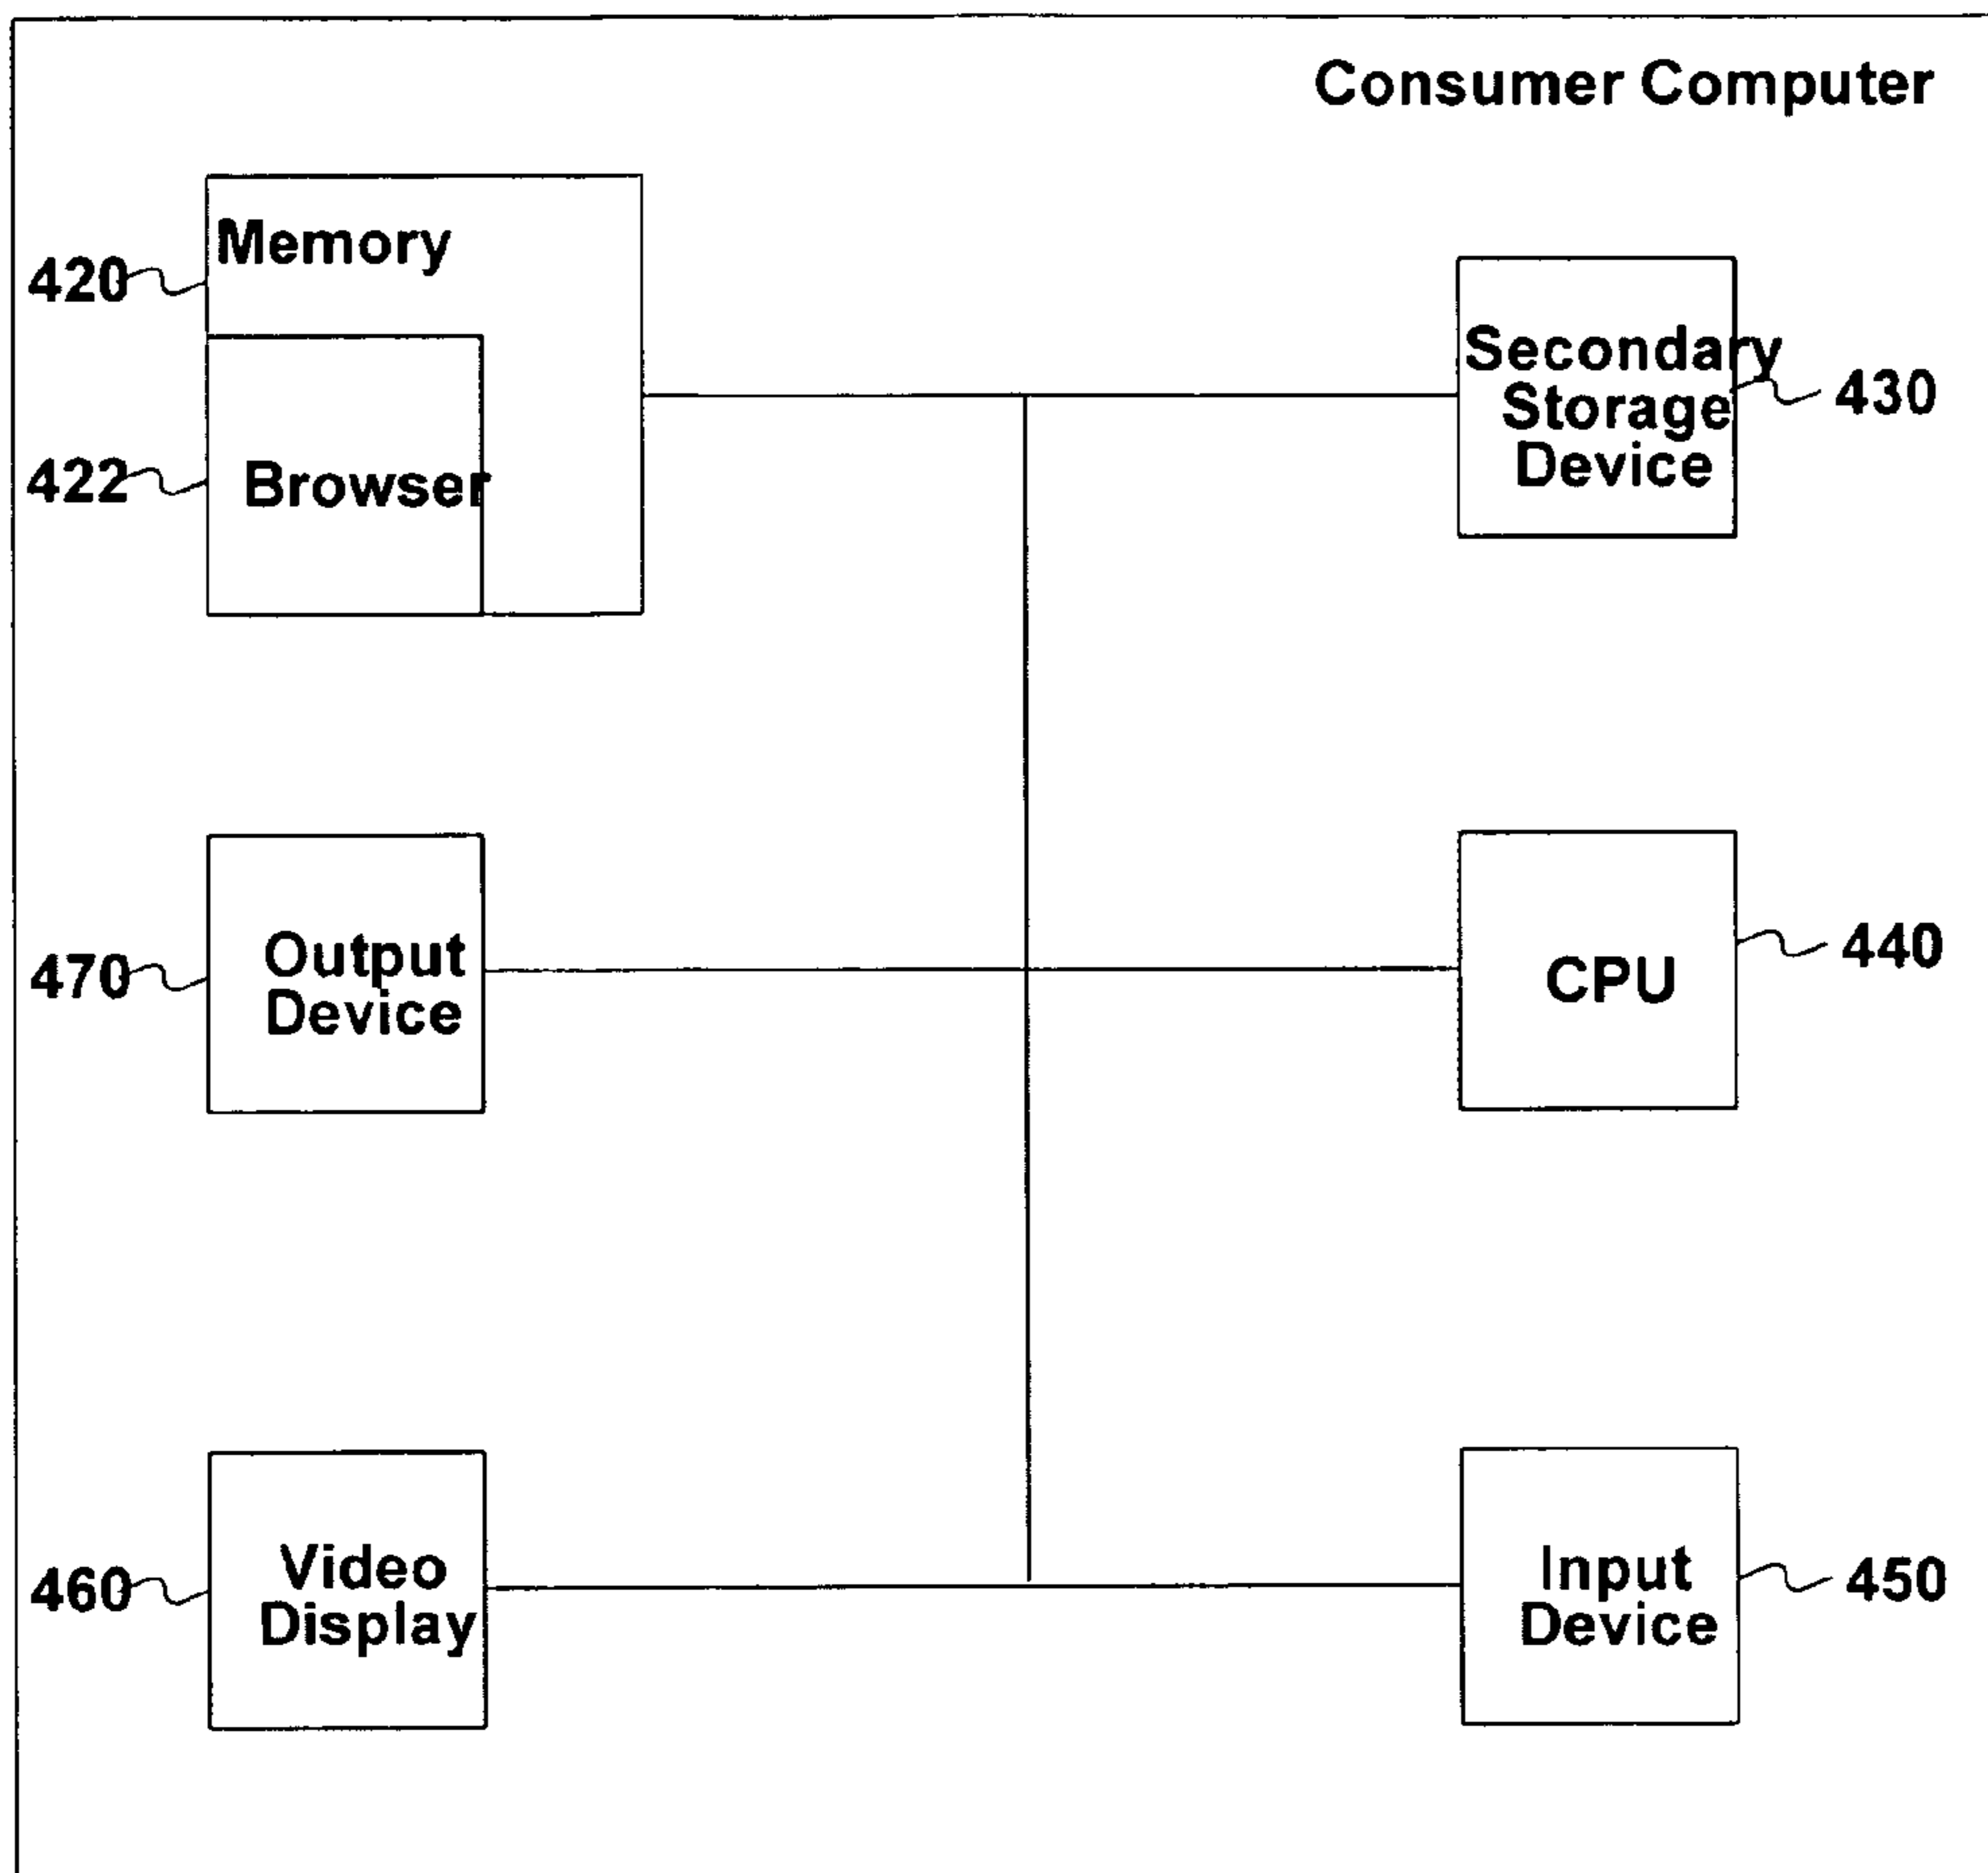 Consumer Computer
Memory
420
Secondary
Storage
Device
430
422
Browser
Output
Device
470
CPU
440
Video
Display
460
Input
Device
450